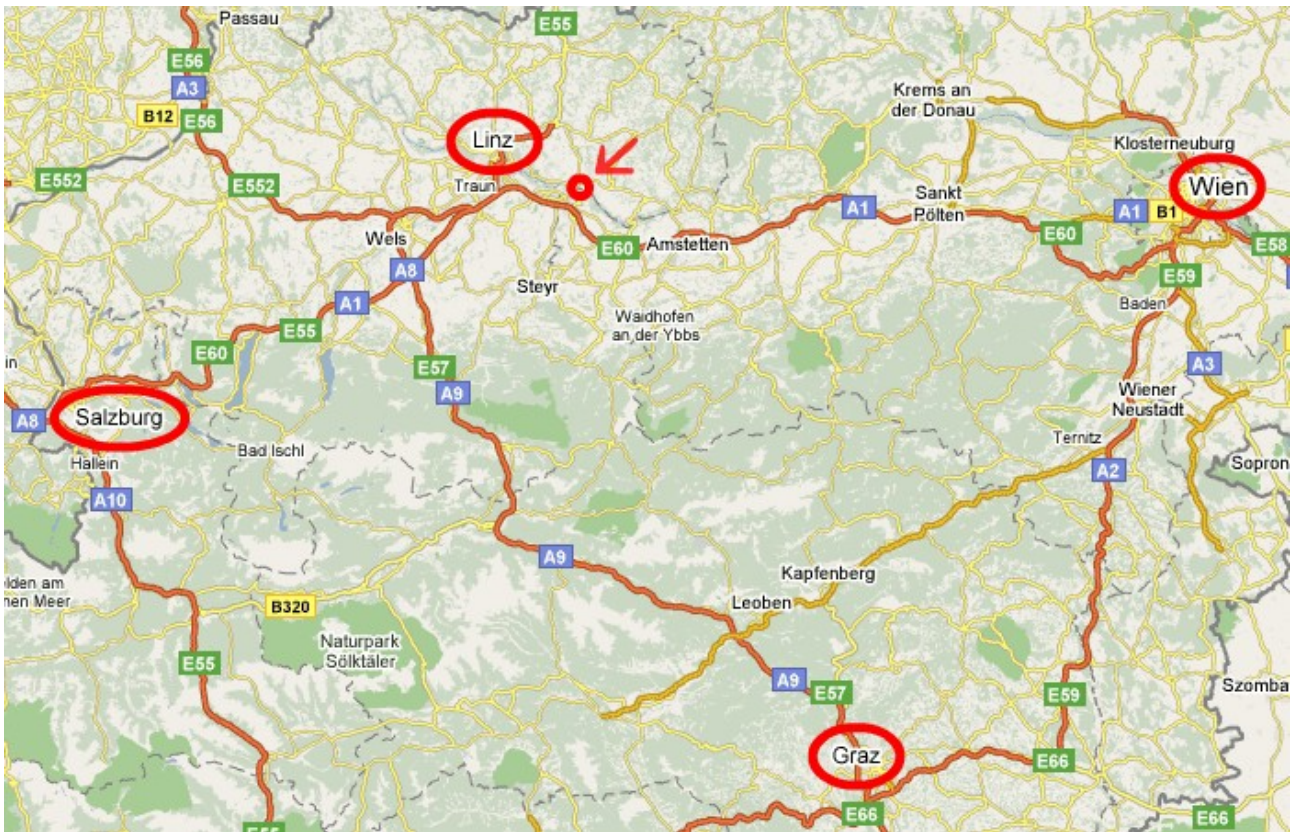 Passau
E55
E56
A3
B12
E56
Krems an
der Donau
Linz
Klosterneuburg
E552
E552
Traun
Wien
Sankt
Pölten
A1
A1
B1
Wels
E60
Amstetten
E60
E58
A8
E59
Steyr
A1
Baden
Waidhofen
an der Ybbs
E55
E60
E57
A3
A9
Wiener
Neustadt
A8
Salzburg
Bad Ischl
Ternitz
Hallein
Sopron
A2
A10
A9
Kapfenberg
Leoben
B320
Naturpark
Sölktäler
E55
A9
E57
E59
Graz
E66
E66
E66
E55